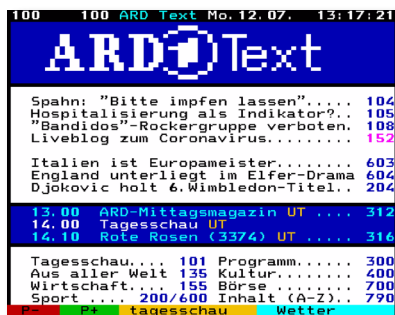 100 100 ARD Text Mo.12.07. 13:17:21
ARD 1 Text
Spahn: "Bitte impfen lassen"..... 104
Hospitalisierung als Indikator?.. 105
"Bandidos"-Rockergruppe verboten. 108
Liveblog zum Coronavirus......... 152
Italien ist Europameister........ 603
England unterliegt im Elfer-Drama 604
Djokovic holt 6.Wimbledon-Titel.. 204
13.00 ARD-Mittagsmagazin UT .... 312
14.00 Tagesschau UT
14.10 Rote Rosen (3374) UT ..... 316
Tagesschau.... 101 Programm...... 300
Aus aller Welt 135 Kultur........ 400
Wirtschaft.... 155 Börse ........ 700
Sport .... 200/600 Inhalt (A-Z).. 790
P- P+ tagesschau Wetter